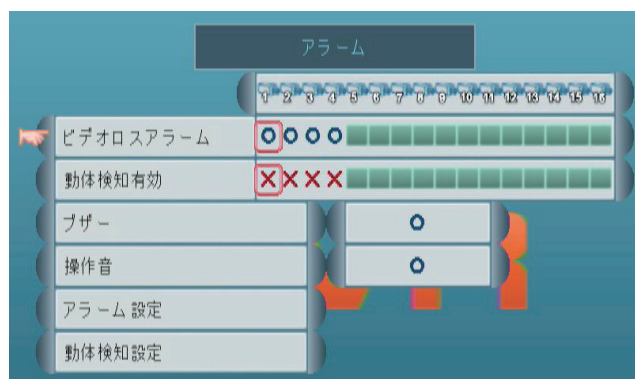 アラーム
1 2 3 4 5 6 7 8 9 10 11 12 13 14 15 16
ビデオロスアラーム
動体検知有効
ブザー
操作音
アラーム設定
動体検知設定